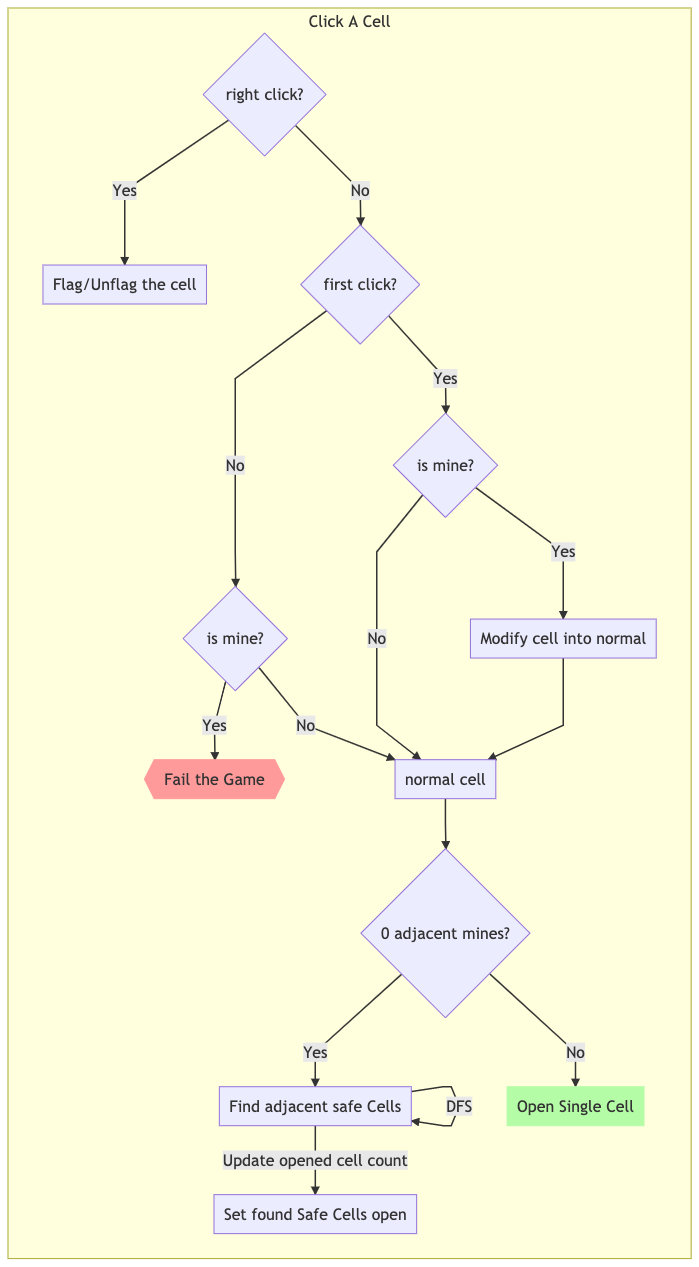 Click A Cell
right click?
Yes
No
Flag/Unflag the cell
first click?
Yes
No
is mine?
Yes
No
is mine?
Modify cell into normal
Yes
No
Fail the Game
normal cell
0 adjacent mines?
Yes
No
Find adjacent safe Cells
DFS
Open Single Cell
Update opened cell count
Set found Safe Cells open